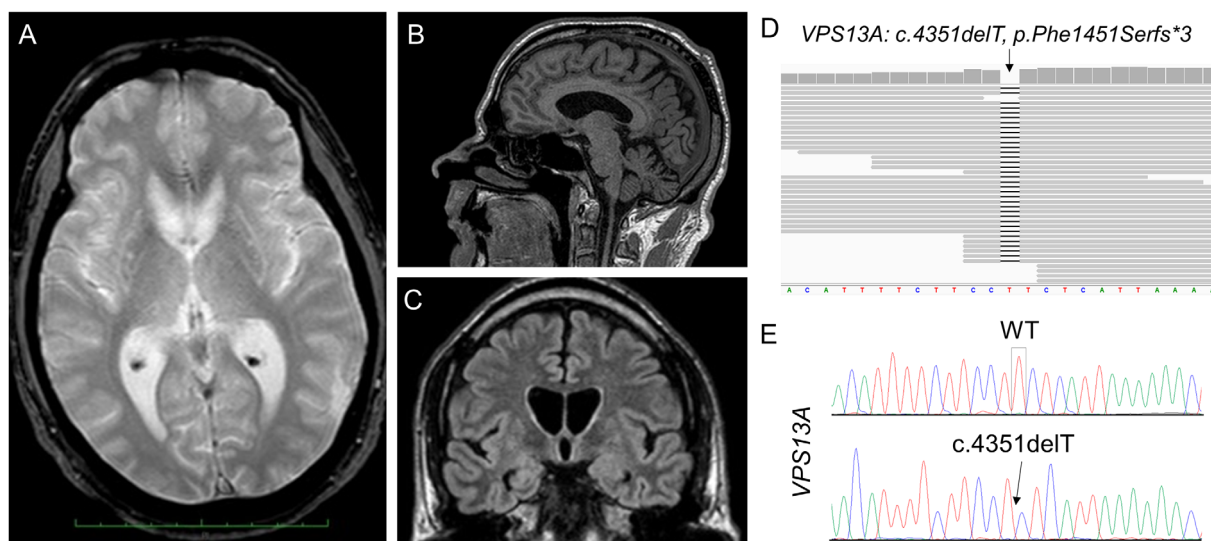 A
B
C
D
VPS13A: c.4351delT, p.Phe1451Serfs*3
A C A T T T T C T T C C T T C T C A T T A A A
E
WT
c.4351delT
VPS13A